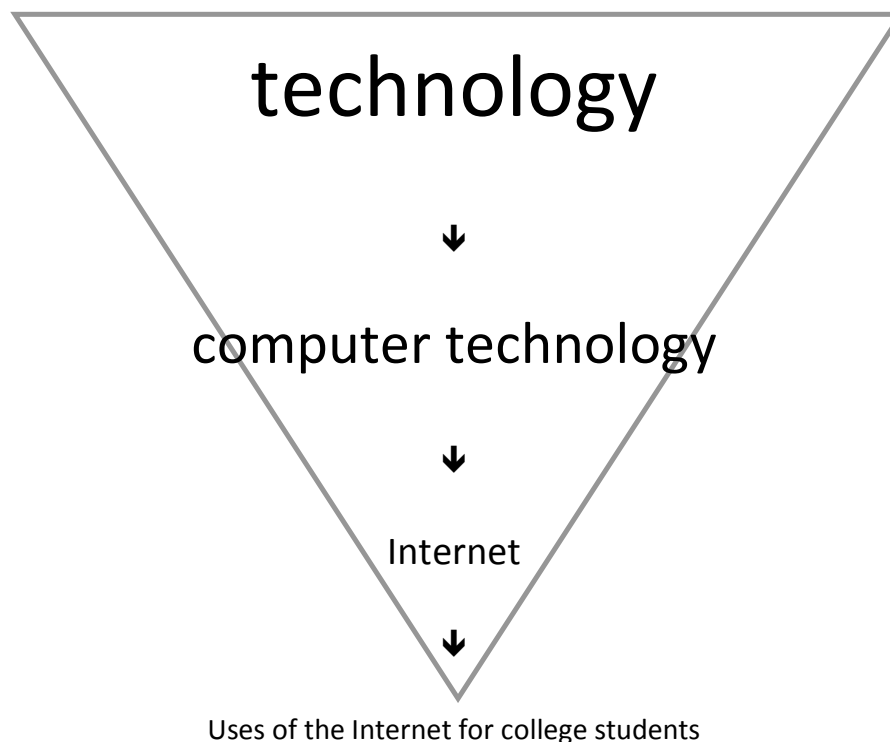 technology
computer technology
Internet
Uses of the Internet for college students